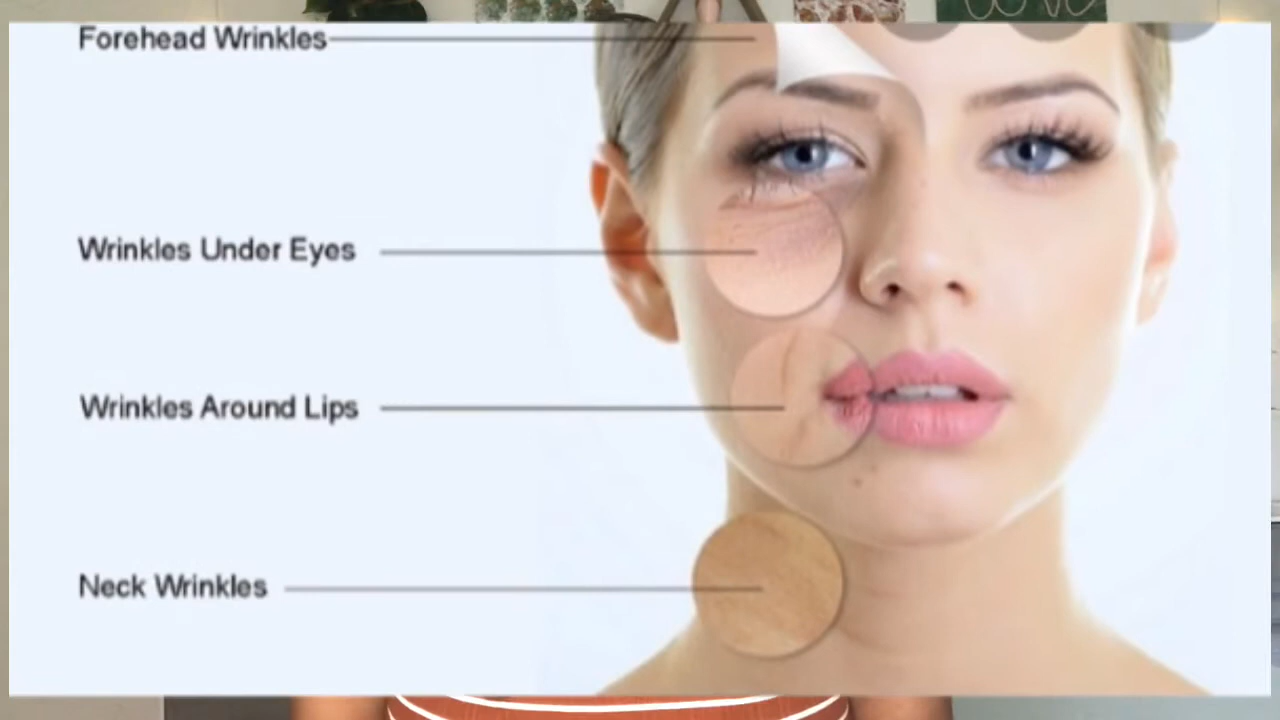 Forehead Wrinkles
Wrinkles Under Eyes
Wrinkles Around Lips
Neck Wrinkles